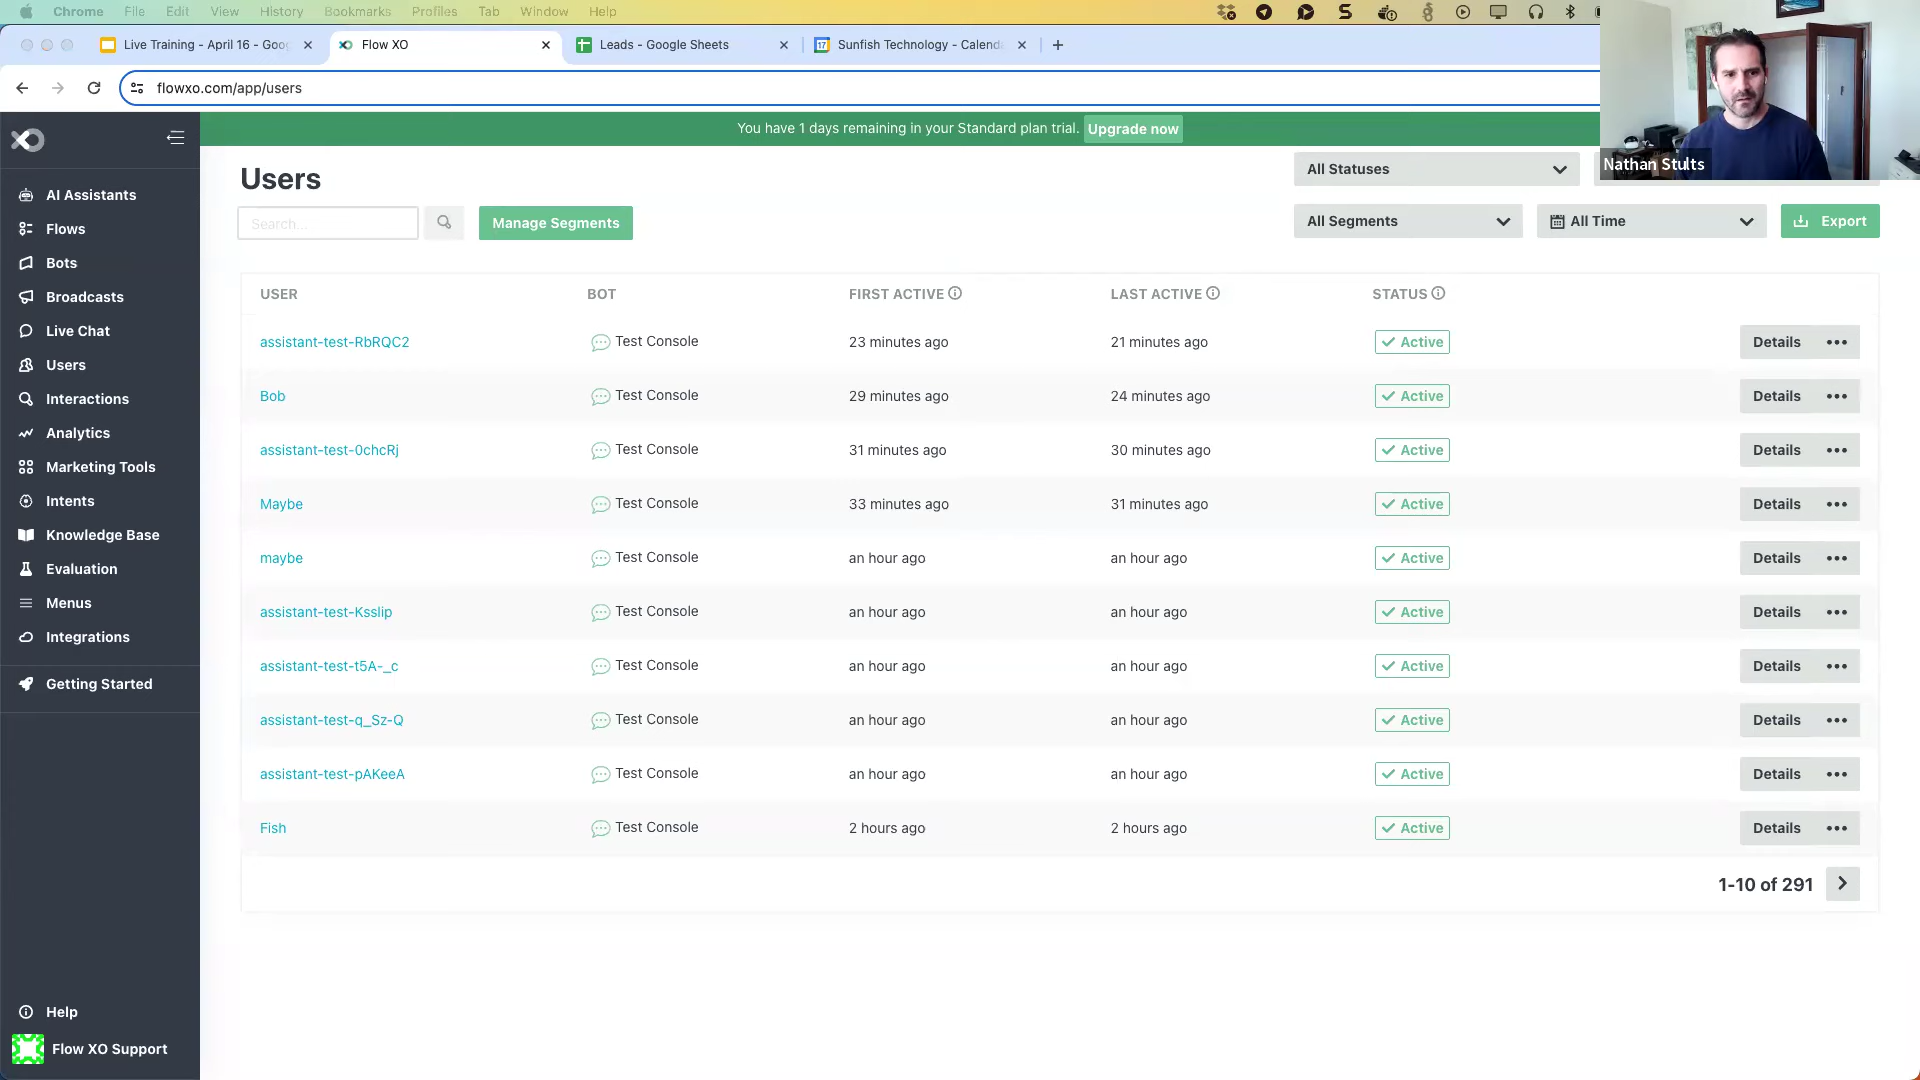 Chrome File Edit View History Bookmarks Profiles Tab Window Help
Live Training - April 16 - Goog Flow XO Leads - Google Sheets 17 Sunfish Technology - Calenda
flowxo.com/app/users
You have 1 days remaining in your Standard plan trial. Upgrade now
Nathan Stults
XO
AI Assistants
Flows
Bots
Broadcasts
Live Chat
Users
Interactions
Analytics
Marketing Tools
Intents
Knowledge Base
Evaluation
Menus
Integrations
Getting Started
Help
Flow XO Support
Users
All Statuses
Search...
Manage Segments
All Segments
All Time
Export
USER BOT FIRST ACTIVE LAST ACTIVE STATUS
assistant-test-RbRQC2 Test Console 23 minutes ago 21 minutes ago Active Details
Bob Test Console 29 minutes ago 24 minutes ago Active Details
assistant-test-0chcRj Test Console 31 minutes ago 30 minutes ago Active Details
Maybe Test Console 33 minutes ago 31 minutes ago Active Details
maybe Test Console an hour ago an hour ago Active Details
assistant-test-Ksslip Test Console an hour ago an hour ago Active Details
assistant-test-t5A-_c Test Console an hour ago an hour ago Active Details
assistant-test-q_Sz-Q Test Console an hour ago an hour ago Active Details
assistant-test-pAKeeA Test Console an hour ago an hour ago Active Details
Fish Test Console 2 hours ago 2 hours ago Active Details
1-10 of 291